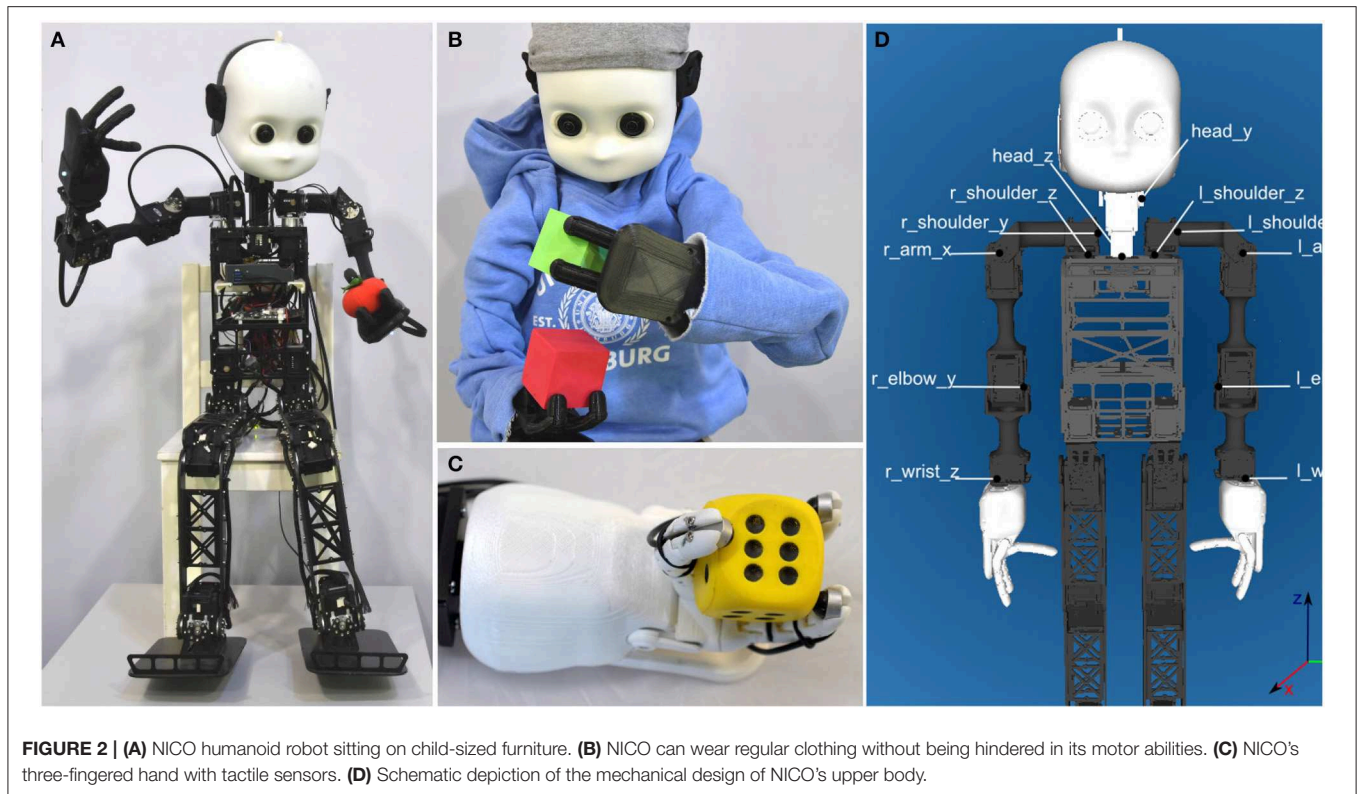 A
B
EST.
BURG
C
D
head_y
head_z
r_shoulder_z
l_shoulder_z
r_shoulder_y
l_shoulde
r_arm_x
l_a
r_elbow_y
l_e
r_wrist_z
l_w
z
x
FIGURE 2 | (A) NICO humanoid robot sitting on child-sized furniture. (B) NICO can wear regular clothing without being hindered in its motor abilities. (C) NICO's
three-fingered hand with tactile sensors. (D) Schematic depiction of the mechanical design of NICO's upper body.